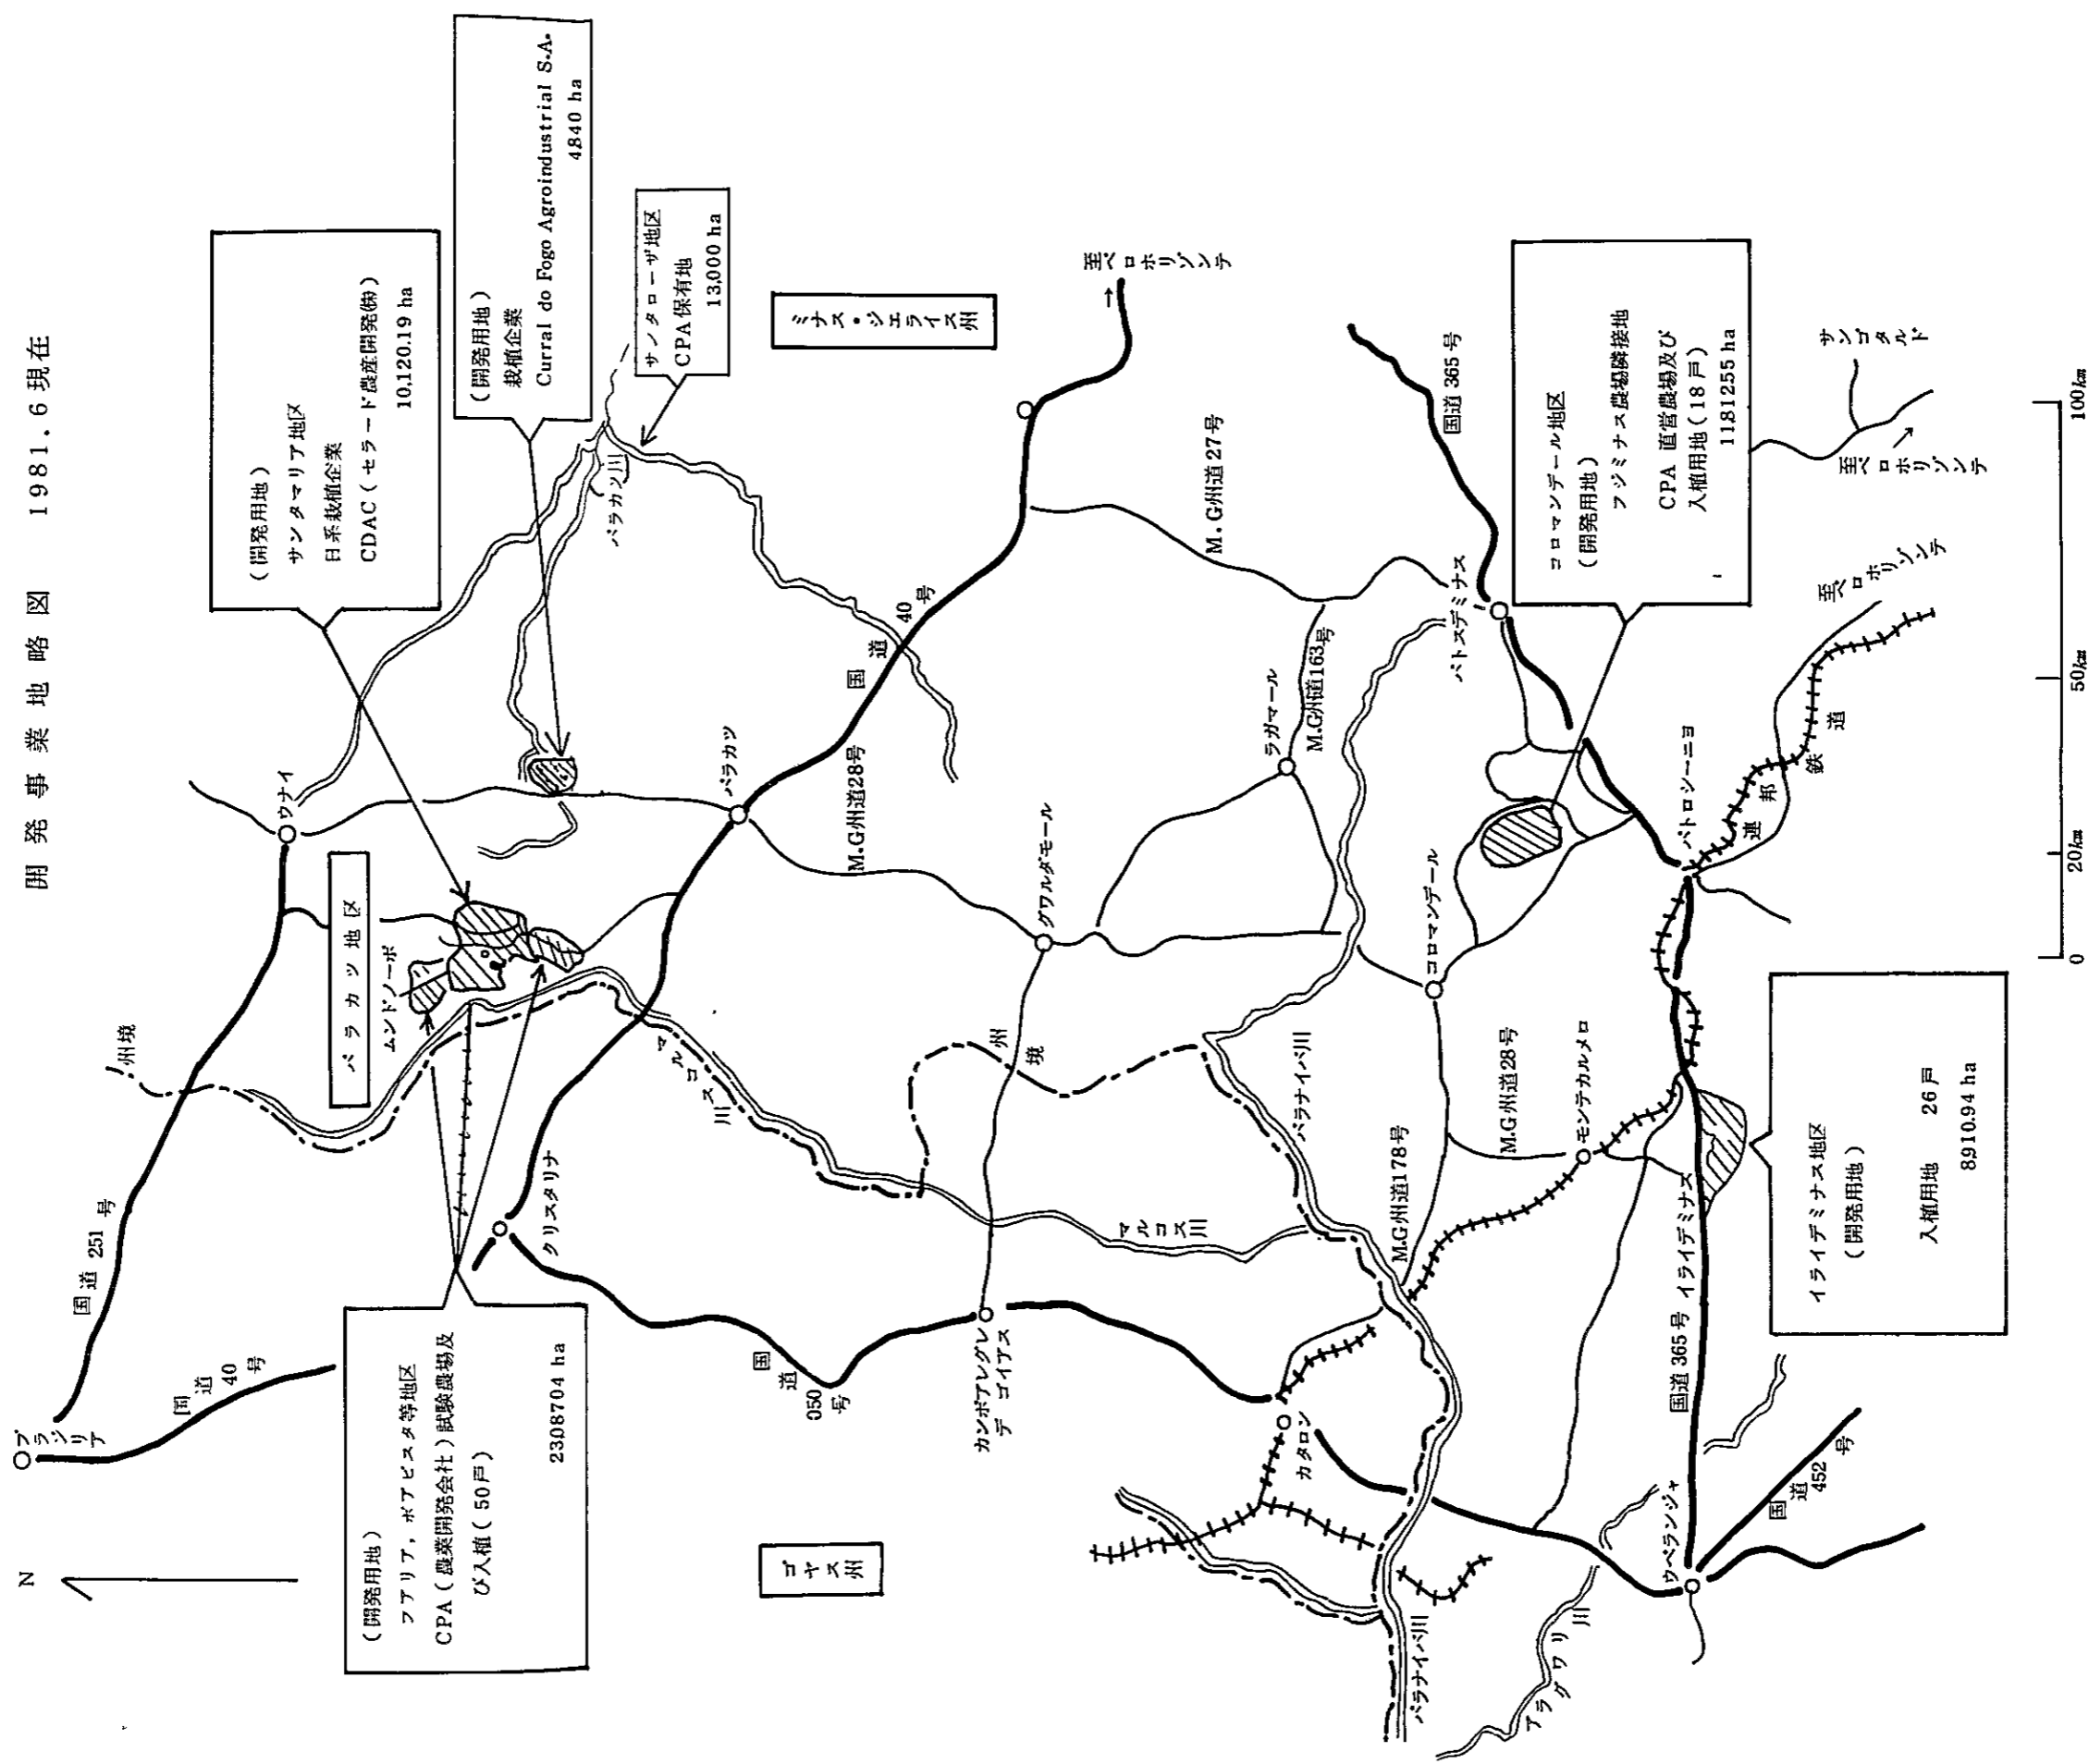 開発事業地略図 1981.6現在
N
ブラジリア
国道251号
国道40号
州境
ウナイ
(開発用地)
サンタマリア地区
日系栽植企業
CDAC(セラード農産開発㈱)
10,120.19 ha
(開発用地)
栽植企業
Curral do Fogo Agroindustrial S.A.
4,840 ha
サンタローザ地区
CPA保有地
13,000 ha
パラカツ地区
ムンドノーボ
パラカツ川
(開発用地)
フアリア,ボアビスタ等地区
CPA(農業開発会社)試験農場及
び入植(50戸)
23,087.04 ha
クリスタリナ
マルコス川
パラカツ
国道40号
M.G州道28号
ミナス・ジェライス州
至ベロホリゾンテ
国道050号
ゴヤス州
カンポアレグレ
デ ゴイアス
州境
グワルダモール
M.G州道27号
マルコス川
ラガマール
M.G州道163号
カタロン
パラナイバ川
コロマンデール
パトスデミナス
国道365号
M.G州道178号
M.G州道28号
モンテカルメロ
パラナイバ川
アラグワリ川
コロマンデール地区
(開発用地)
フジミナス農場隣接地
CPA 直営農場及び
入植用地(18戸)
11,812.55 ha
サンゴタルド
至ベロホリゾンテ
ウベランジャ
国道365号
イライデミナス
パトロシーニヨ
連邦鉄道
至ベロホリゾンテ
国道452号
イライデミナス地区
(開発用地)
入植用地 26戸
8,910.94 ha
0 20㎞ 50㎞ 100㎞